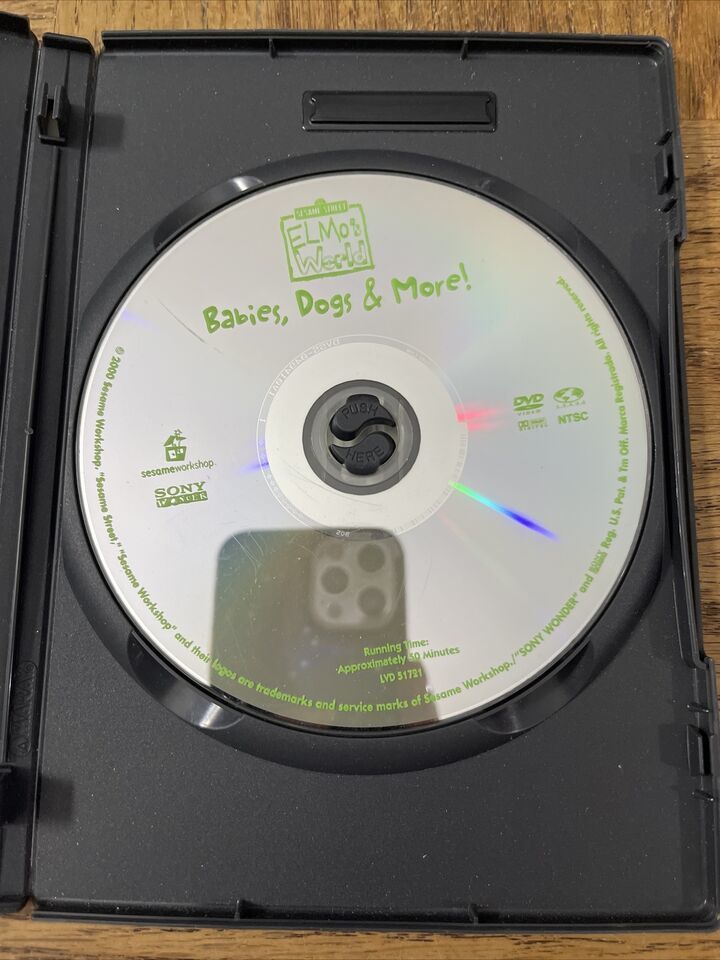 SESAME STREET
ELMo's
World
Babies, Dogs & More!
PUSH
HERE
DVD
VIDEO
DIGITAL
NTSC
sesameworkshop
SONY
WONDER
Running Time:
Approximately 50 Minutes
LVD 51721
© 2000 Sesame Workshop. "Sesame Street," "Sesame Workshop" and their logos are trademarks and service marks of Sesame Workshop./"SONY WONDER" and Reg. U.S. Pat. & Tm Off. Marca Registrada. All rights reserved.